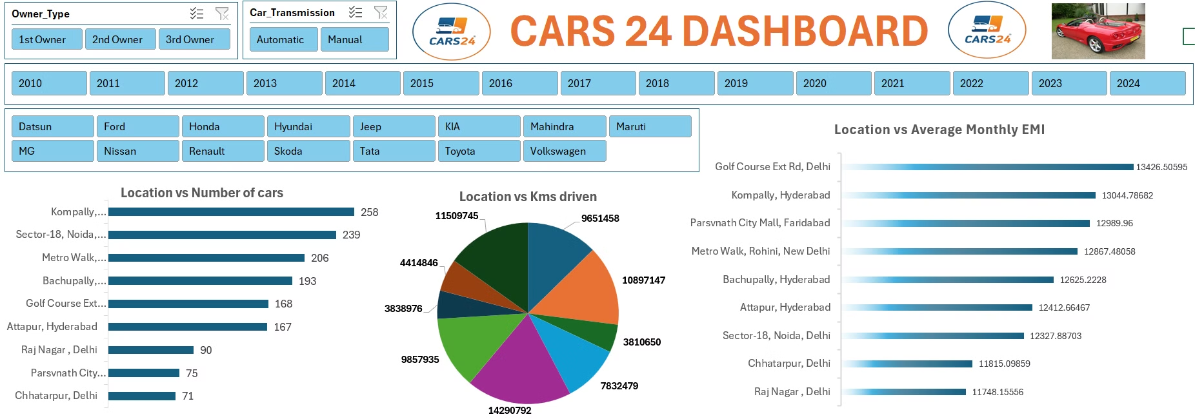 Owner_Type
1st Owner 2nd Owner 3rd Owner
Car_Transmission
Automatic Manual
CARS24
CARS 24 DASHBOARD
CARS24
2010 2011 2012 2013 2014 2015 2016 2017 2018 2019 2020 2021 2022 2023 2024
Datsun Ford Honda Hyundai Jeep KIA Mahindra Maruti
MG Nissan Renault Skoda Tata Toyota Volkswagen
Location vs Number of cars
Kompally,... 258
Sector-18, Noida,... 239
Metro Walk,... 206
Bachupally,... 193
Golf Course Ext... 168
Attapur, Hyderabad 167
Raj Nagar , Delhi 90
Parsvnath City... 75
Chhatarpur, Delhi 71
Location vs Kms driven
11509745
9651458
4414846
10897147
3838976
3810650
9857935
7832479
14290792
Location vs Average Monthly EMI
Golf Course Ext Rd, Delhi 13426.50595
Kompally, Hyderabad 13044.78682
Parsvnath City Mall, Faridabad 12989.96
Metro Walk, Rohini, New Delhi 12867.48058
Bachupally, Hyderabad 12625.2228
Attapur, Hyderabad 12412.66467
Sector-18, Noida, Delhi 12327.88703
Chhatarpur, Delhi 11815.09859
Raj Nagar , Delhi 11748.15556